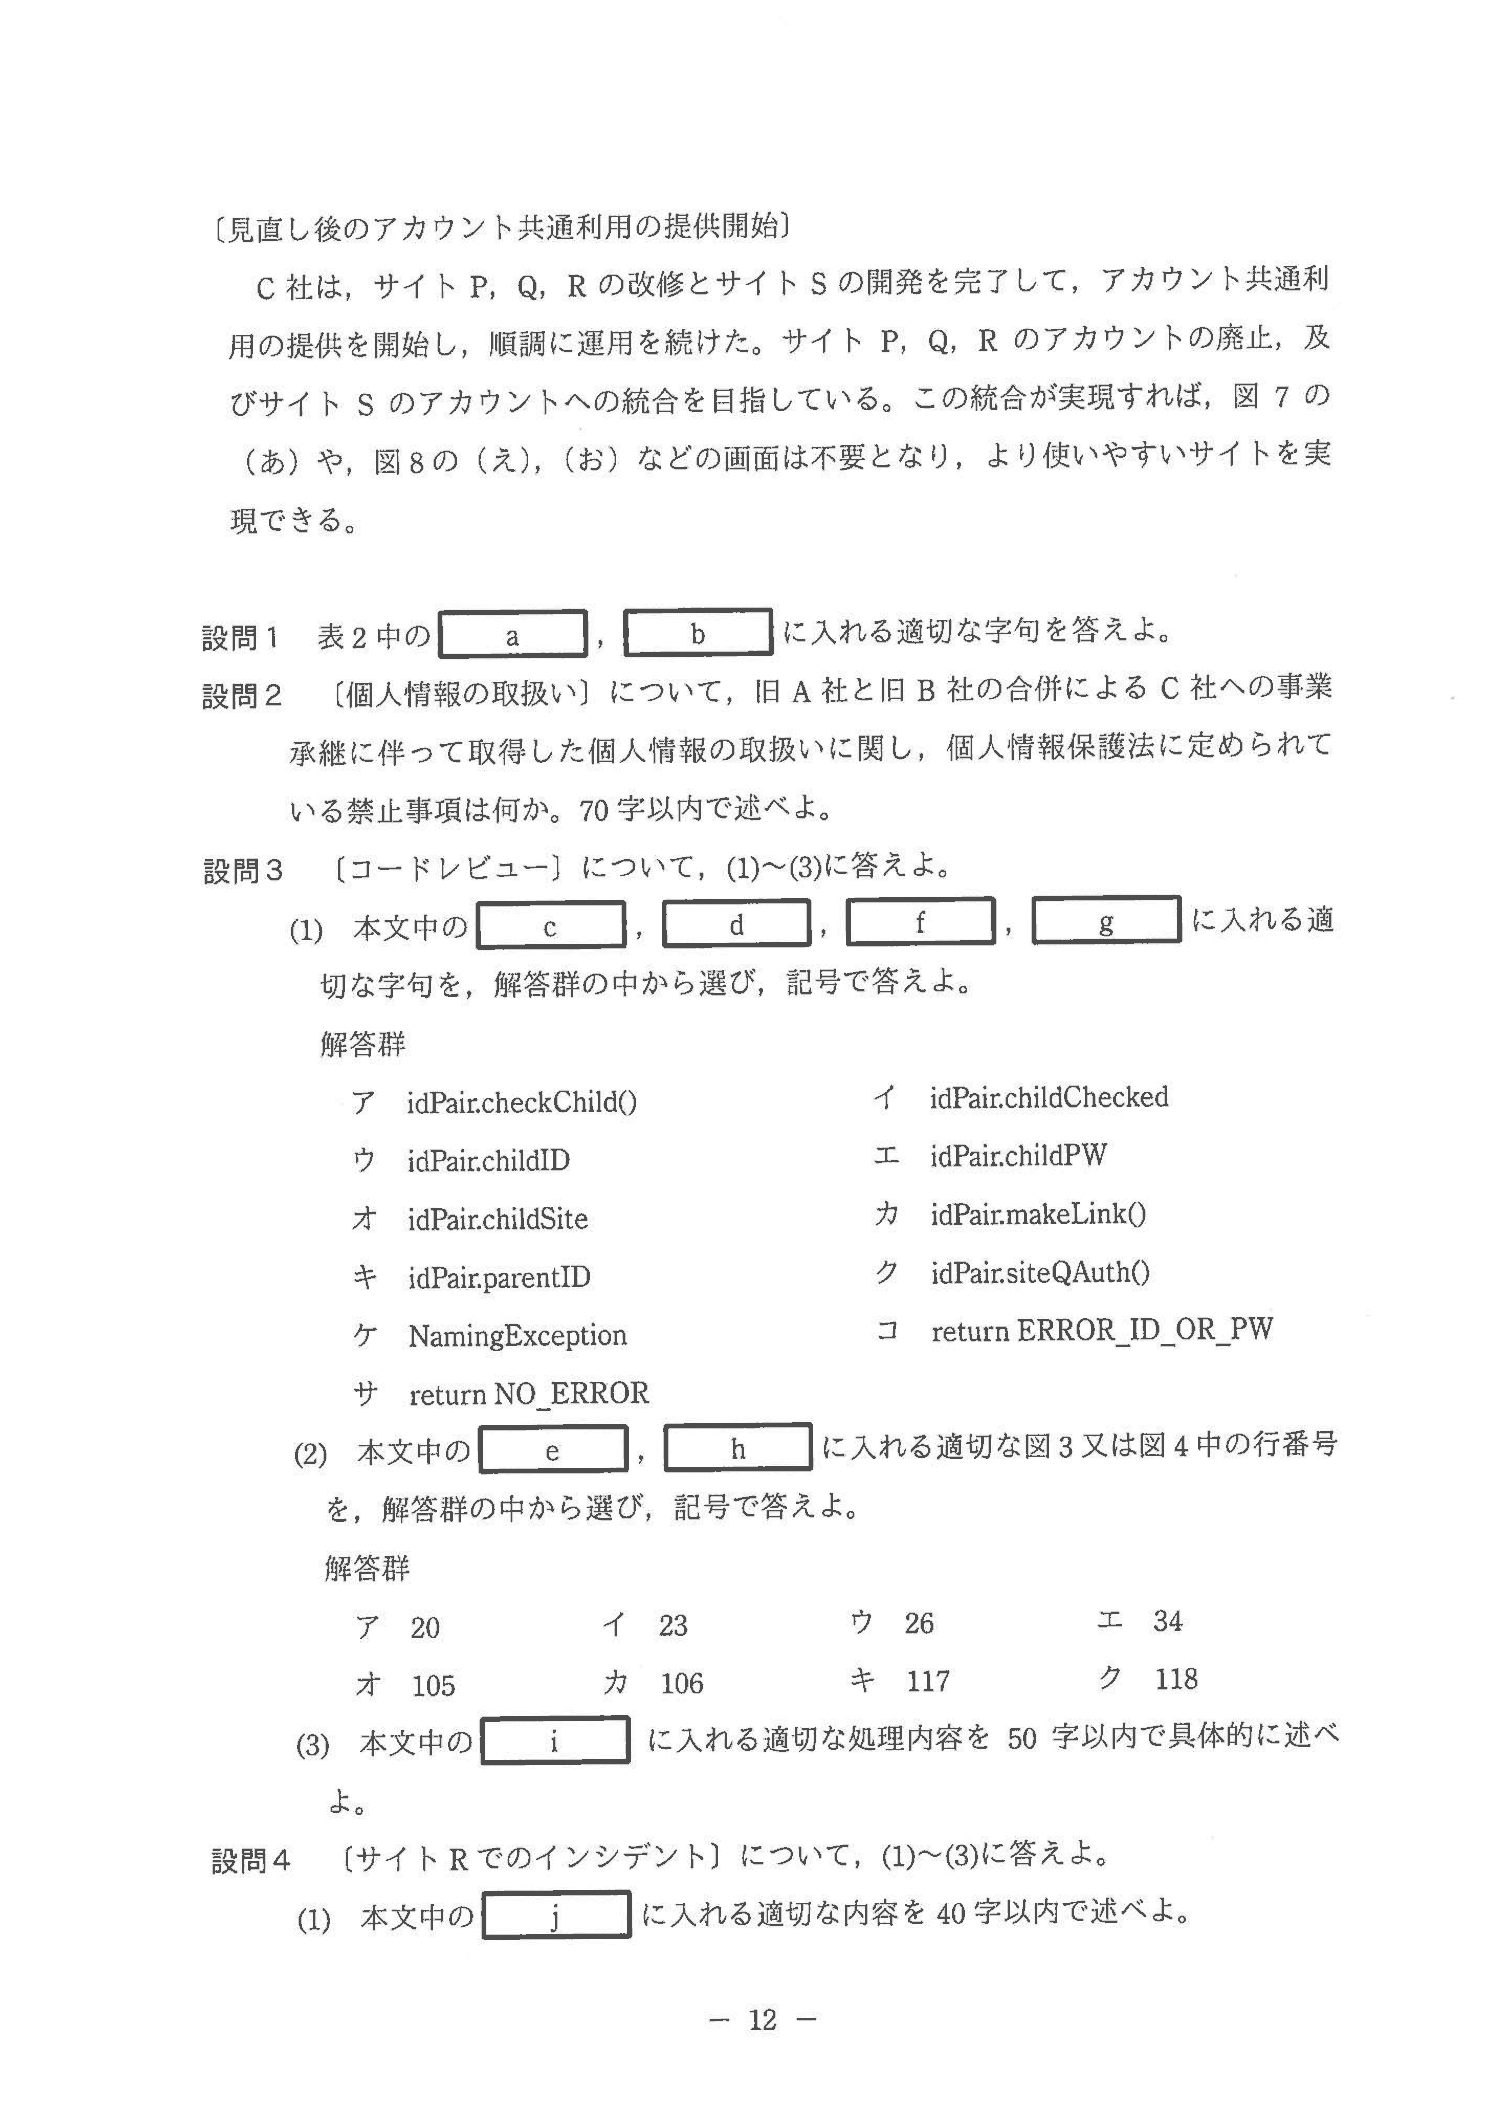 〔見直し後のアカウント共通利用の提供開始〕
C 社は，サイト P，Q，R の改修とサイト S の開発を完了して，アカウント共通利
用の提供を開始し，順調に運用を続けた。サイト P，Q，R のアカウントの廃止，及
びサイト S のアカウントへの統合を目指している。この統合が実現すれば，図 7 の
（あ）や，図 8 の（え），（お）などの画面は不要となり，より使いやすいサイトを実
現できる。
設問１ 表 2 中の a ， b に入れる適切な字句を答えよ。
設問２ 〔個人情報の取扱い〕について，旧 A 社と旧 B 社の合併による C 社への事業
承継に伴って取得した個人情報の取扱いに関し，個人情報保護法に定められて
いる禁止事項は何か。70 字以内で述べよ。
設問３ 〔コードレビュー〕について，(1)～(3)に答えよ。
(1) 本文中の c ， d ， f ， g に入れる適
切な字句を，解答群の中から選び，記号で答えよ。
解答群
ア idPair.checkChild() イ idPair.childChecked
ウ idPair.childID エ idPair.childPW
オ idPair.childSite カ idPair.makeLink()
キ idPair.parentID ク idPair.siteQAuth()
ケ NamingException コ return ERROR_ID_OR_PW
サ return NO_ERROR
(2) 本文中の e ， h に入れる適切な図 3 又は図 4 中の行番号
を，解答群の中から選び，記号で答えよ。
解答群
ア 20 イ 23 ウ 26 エ 34
オ 105 カ 106 キ 117 ク 118
(3) 本文中の i に入れる適切な処理内容を 50 字以内で具体的に述べ
よ。
設問４ 〔サイト R でのインシデント〕について，(1)～(3)に答えよ。
(1) 本文中の j に入れる適切な内容を 40 字以内で述べよ。
－ 12 －